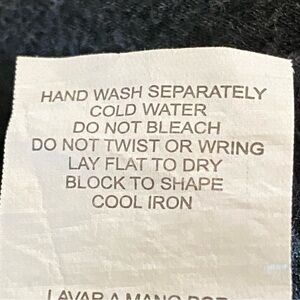 HAND WASH SEPARATELY
COLD WATER
DO NOT BLEACH
DO NOT TWIST OR WRING
LAY FLAT TO DRY
BLOCK TO SHAPE
COOL IRON
LAVAR A MANO POR